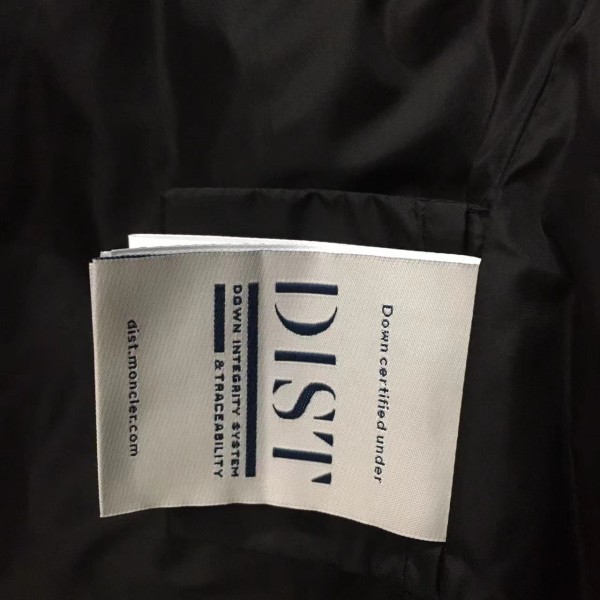 Down certified under
DIST
DOWN INTEGRITY SYSTEM
& TRACEABILITY
dist.moncler.com